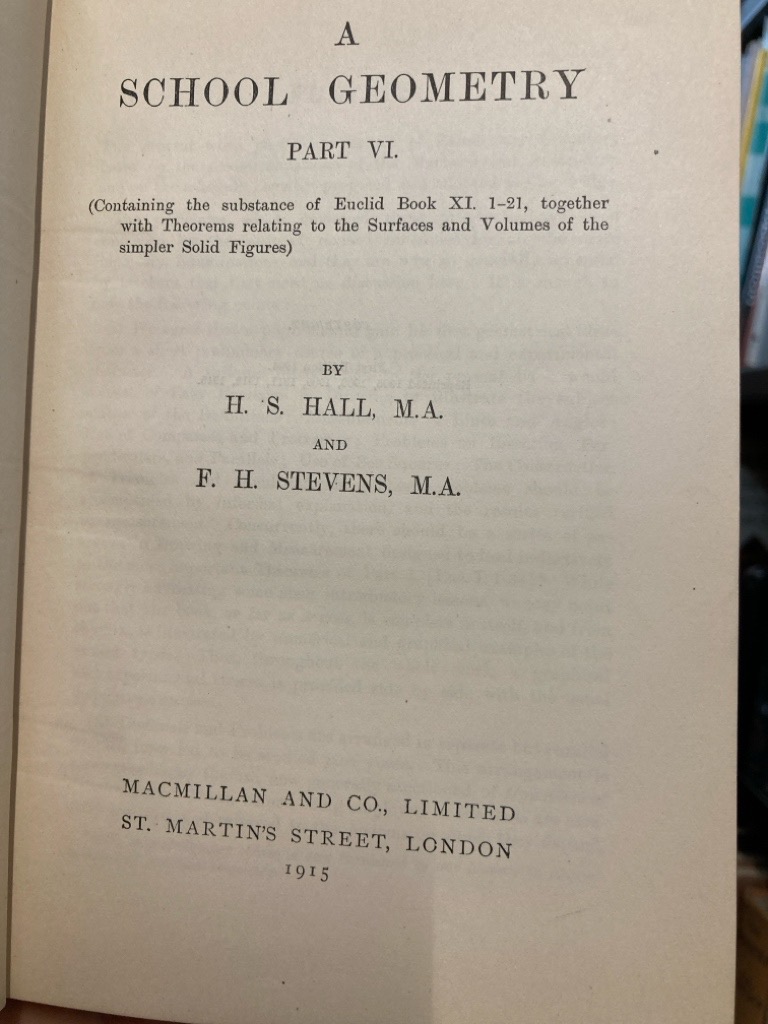 A
SCHOOL GEOMETRY
PART VI.
(Containing the substance of Euclid Book XI. 1–21, together
with Theorems relating to the Surfaces and Volumes of the
simpler Solid Figures)
BY
H. S. HALL, M.A.
AND
F. H. STEVENS, M.A.
MACMILLAN AND CO., LIMITED
ST. MARTIN'S STREET, LONDON
1915